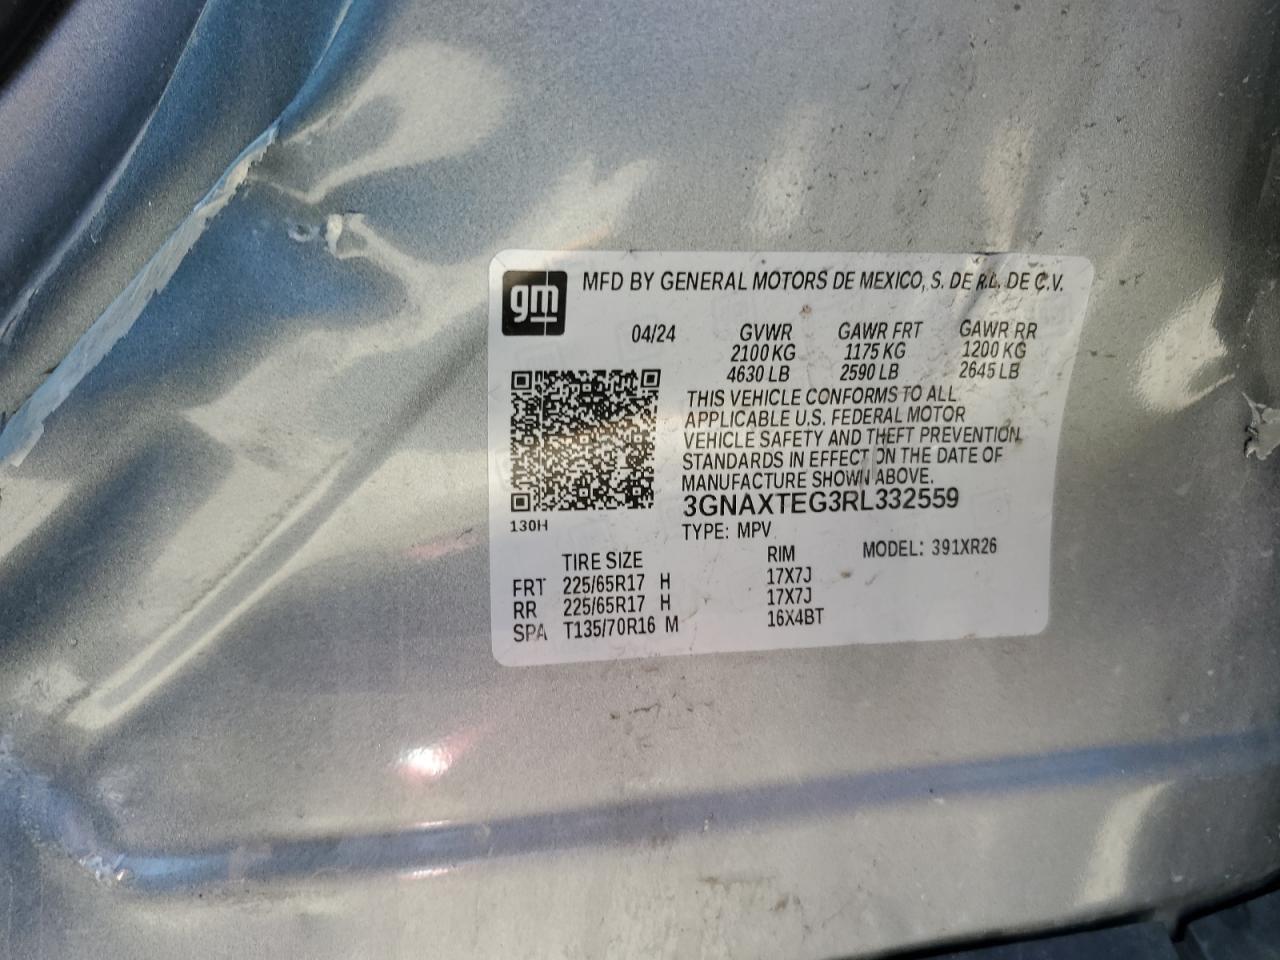 gm MFD BY GENERAL MOTORS DE MEXICO, S. DE R.L. DE C.V.
04/24 GVWR GAWR FRT GAWR RR
2100 KG 1175 KG 1200 KG
4630 LB 2590 LB 2645 LB
THIS VEHICLE CONFORMS TO ALL
APPLICABLE U.S. FEDERAL MOTOR
VEHICLE SAFETY AND THEFT PREVENTION
STANDARDS IN EFFECT ON THE DATE OF
MANUFACTURE SHOWN ABOVE.
3GNAXTEG3RL332559
130H
TYPE: MPV MODEL: 391XR26
TIRE SIZE RIM
FRT 225/65R17 H 17X7J
RR 225/65R17 H 17X7J
SPA T135/70R16 M 16X4BT